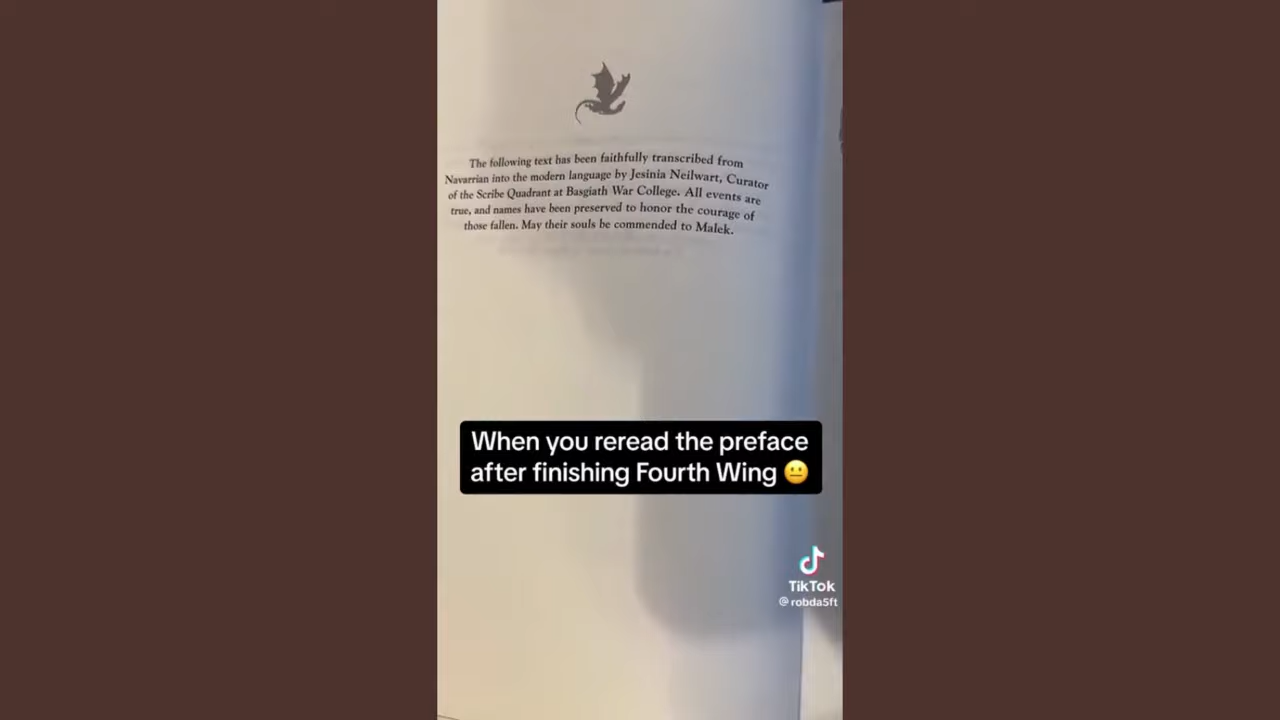 The following text has been faithfully transcribed from
Navarrian into the modern language by Jesinia Neilwart, Curator
of the Scribe Quadrant at Basgiath War College. All events are
true, and names have been preserved to honor the courage of
those fallen. May their souls be commended to Malek.
When you reread the preface
after finishing Fourth Wing 😐
TikTok
@robda5ft